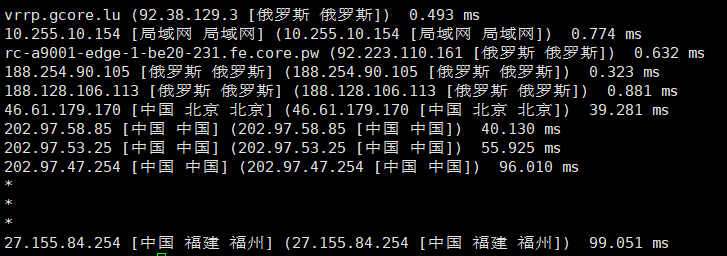 vrrp.gcore.lu (92.38.129.3 [俄罗斯 俄罗斯])  0.493 ms
10.255.10.154 [局域网 局域网] (10.255.10.154 [局域网 局域网])  0.774 ms
rc-a9001-edge-1-be20-231.fe.core.pw (92.223.110.161 [俄罗斯 俄罗斯])  0.632 ms
188.254.90.105 [俄罗斯 俄罗斯] (188.254.90.105 [俄罗斯 俄罗斯])  0.323 ms
188.128.106.113 [俄罗斯 俄罗斯] (188.128.106.113 [俄罗斯 俄罗斯])  0.881 ms
46.61.179.170 [中国 北京 北京] (46.61.179.170 [中国 北京 北京])  39.281 ms
202.97.58.85 [中国 中国] (202.97.58.85 [中国 中国])  40.130 ms
202.97.53.25 [中国 中国] (202.97.53.25 [中国 中国])  55.925 ms
202.97.47.254 [中国 中国] (202.97.47.254 [中国 中国])  96.010 ms
*
*
*
27.155.84.254 [中国 福建 福州] (27.155.84.254 [中国 福建 福州])  99.051 ms